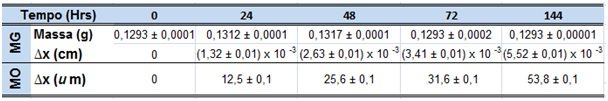 Tempo (Hrs) 0 24 48 72 144
MG Massa (g) 0,1293 ± 0,0001 0,1312 ± 0,0001 0,1317 ± 0,0001 0,1293 ± 0,0002 0,1293 ± 0,00001
Δx (cm) 0 (1,32 ± 0,01) x 10 -3 (2,63 ± 0,01) x 10 -3 (3,41 ± 0,01) x 10 -3 (5,52 ± 0,01) x 10 -3
MO Δx (u m) 0 12,5 ± 0,1 25,6 ± 0,1 31,6 ± 0,1 53,8 ± 0,1